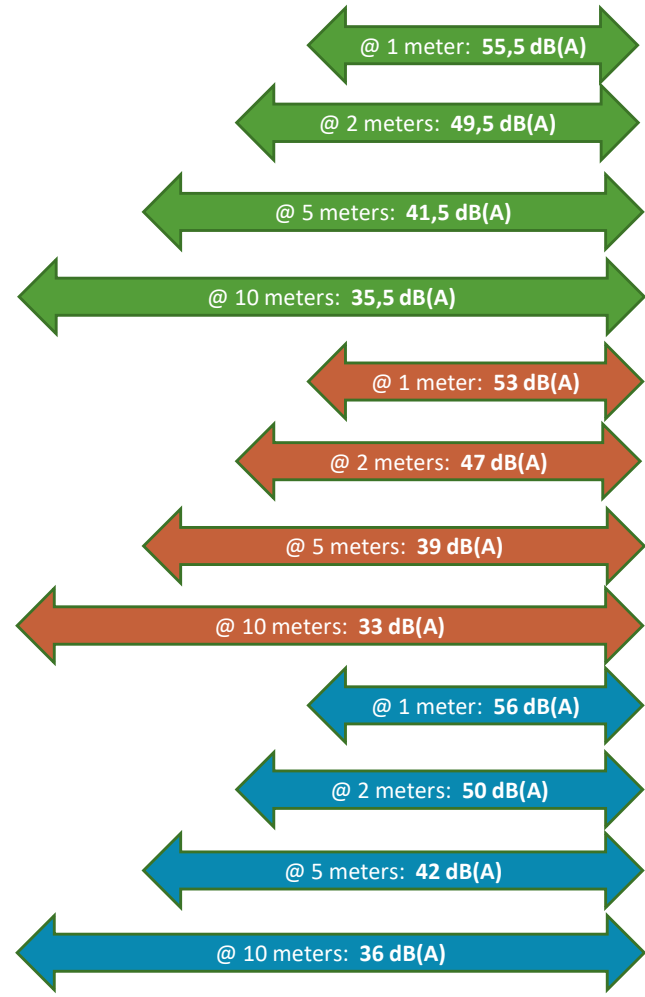 @ 1 meter: 55,5 dB(A)
@ 2 meters: 49,5 dB(A)
@ 5 meters: 41,5 dB(A)
@ 10 meters: 35,5 dB(A)
@ 1 meter: 53 dB(A)
@ 2 meters: 47 dB(A)
@ 5 meters: 39 dB(A)
@ 10 meters: 33 dB(A)
@ 1 meter: 56 dB(A)
@ 2 meters: 50 dB(A)
@ 5 meters: 42 dB(A)
@ 10 meters: 36 dB(A)